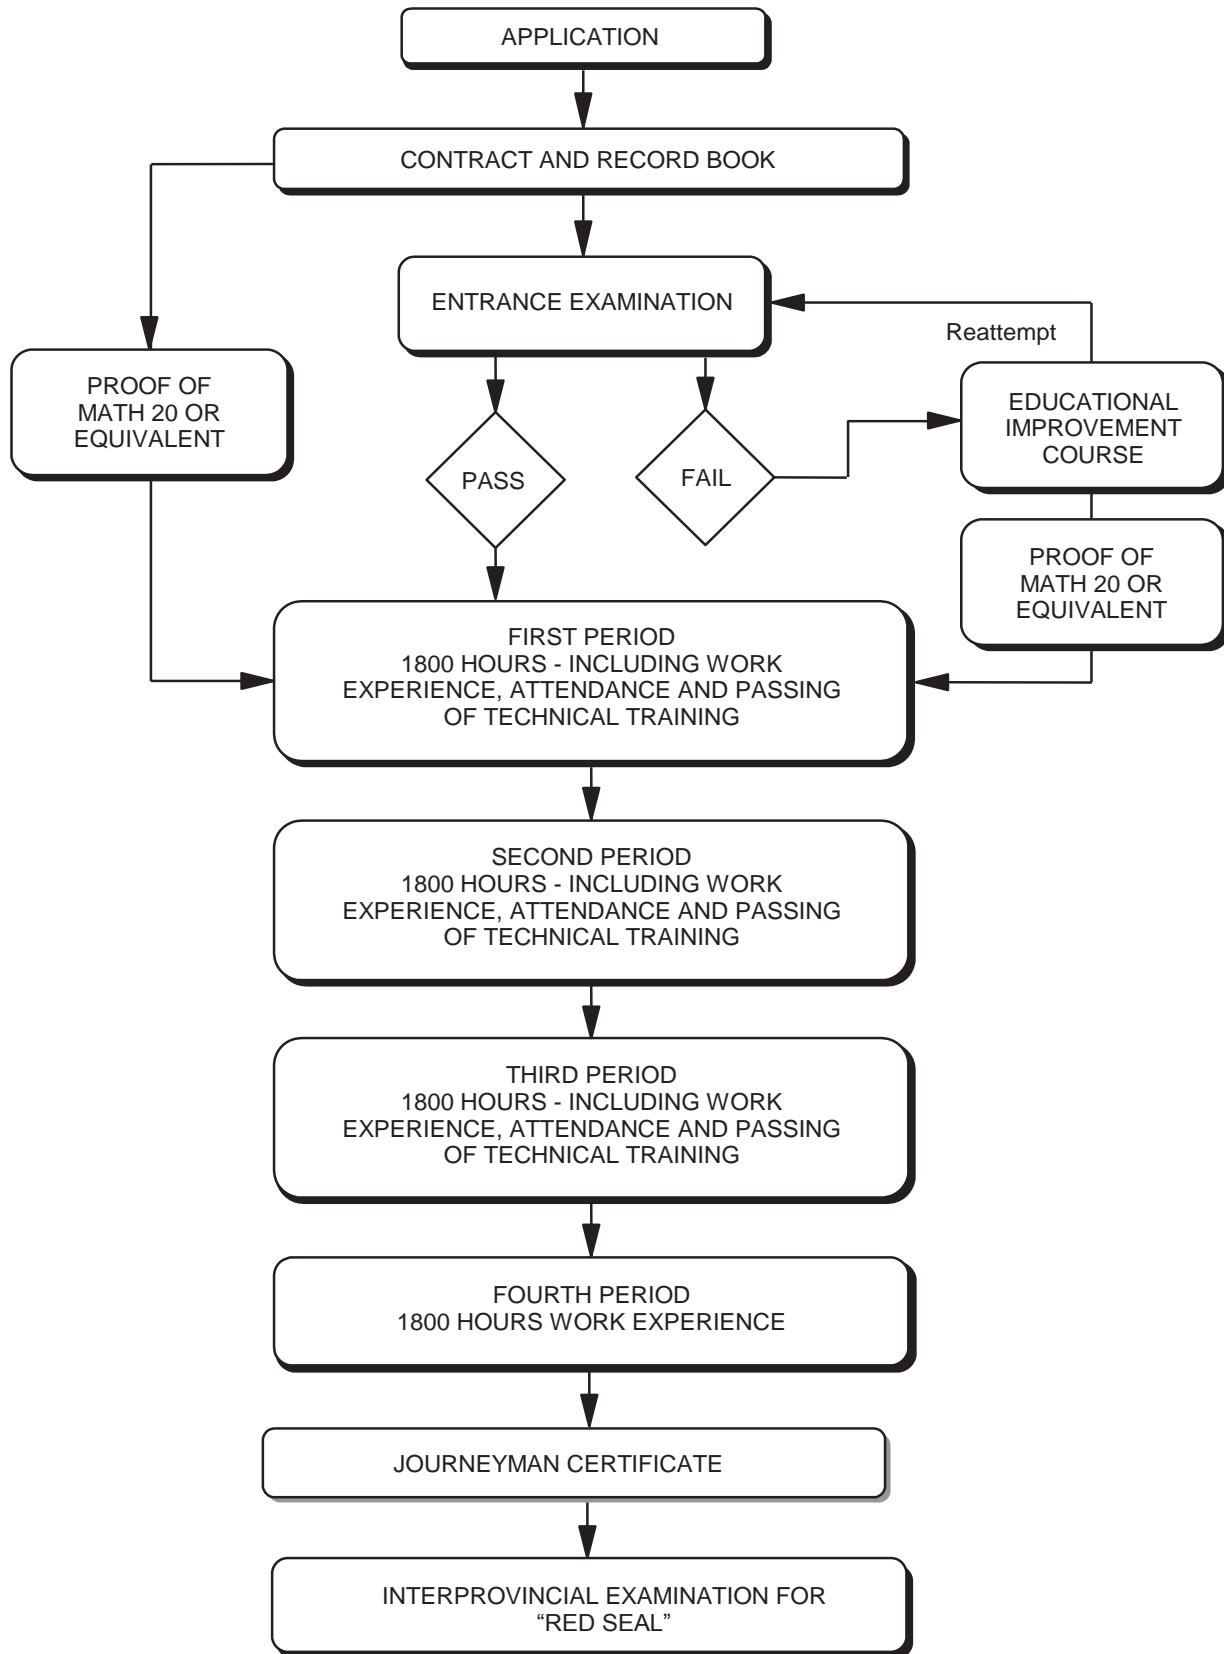 APPLICATION
CONTRACT AND RECORD BOOK
ENTRANCE EXAMINATION
Reattempt
PROOF OF
MATH 20 OR
EQUIVALENT
EDUCATIONAL
IMPROVEMENT
COURSE
PASS
FAIL
PROOF OF
MATH 20 OR
EQUIVALENT
FIRST PERIOD
1800 HOURS - INCLUDING WORK
EXPERIENCE, ATTENDANCE AND PASSING
OF TECHNICAL TRAINING
SECOND PERIOD
1800 HOURS - INCLUDING WORK
EXPERIENCE, ATTENDANCE AND PASSING
OF TECHNICAL TRAINING
THIRD PERIOD
1800 HOURS - INCLUDING WORK
EXPERIENCE, ATTENDANCE AND PASSING
OF TECHNICAL TRAINING
FOURTH PERIOD
1800 HOURS WORK EXPERIENCE
JOURNEYMAN CERTIFICATE
INTERPROVINCIAL EXAMINATION FOR
“RED SEAL”